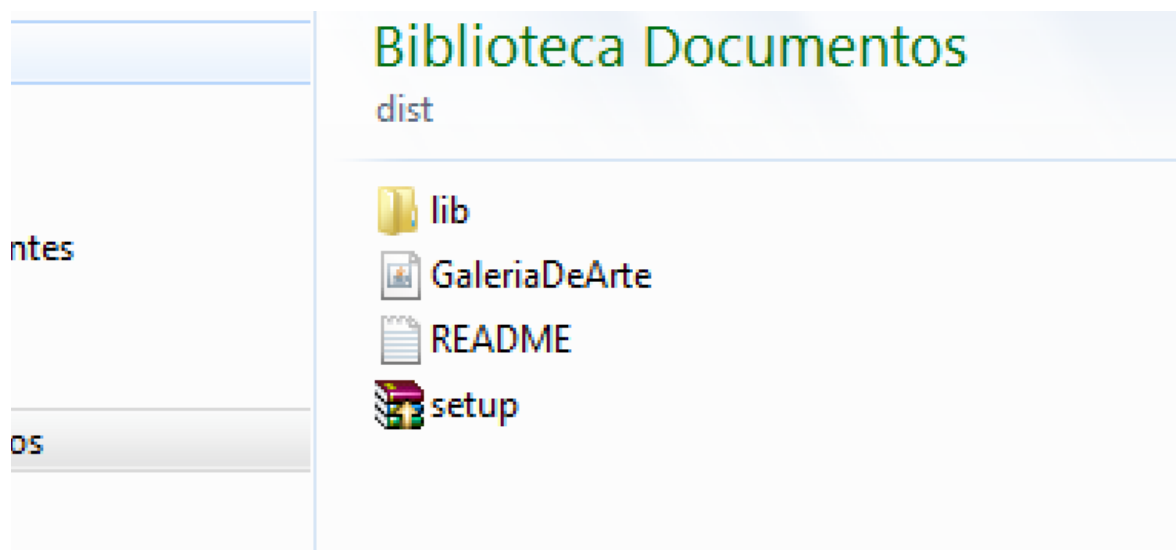 Biblioteca Documentos
dist
lib
ntes
GaleriaDeArte
README
setup
os